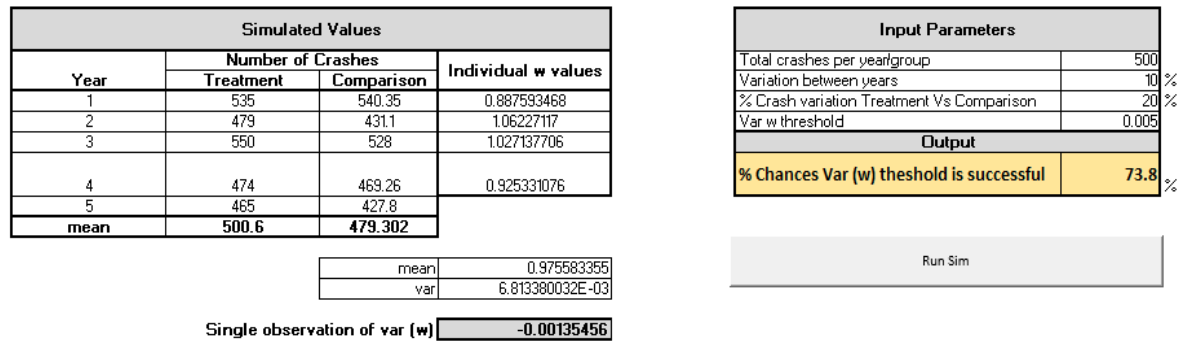 Simulated Values
Number of Crashes
Individual w values
Year Treatment Comparison
1 535 540.35 0.887593468
2 479 431.1 1.06227117
3 550 528 1.027137706
4 474 469.26 0.925331076
5 465 427.8
mean 500.6 479.302
mean 0.975583355
var 6.813380032E-03
Single observation of var (w) -0.00135456
Input Parameters
Total crashes per year/group 500
Variation between years 10 %
% Crash variation Treatment Vs Comparison 20 %
Var w threshold 0.005
Output
% Chances Var (w) theshold is successful 73.8 %
Run Sim